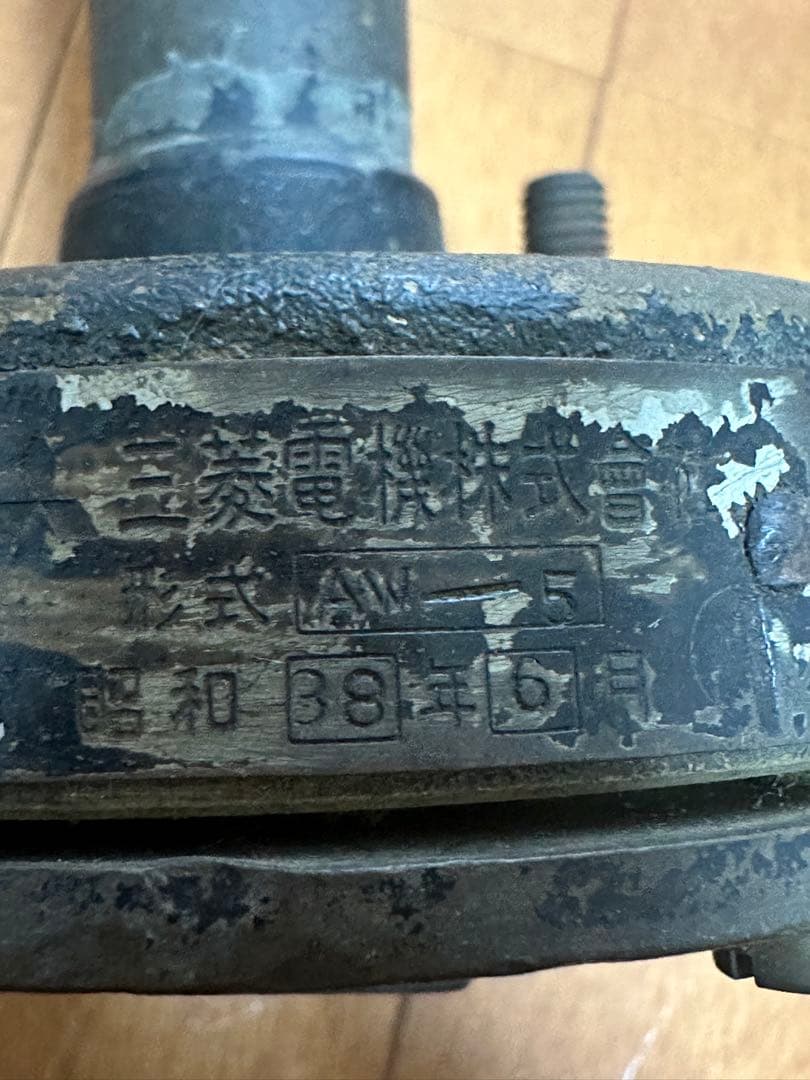 三菱電機株式會社
形式 AW-5
昭和 38 年 6 月